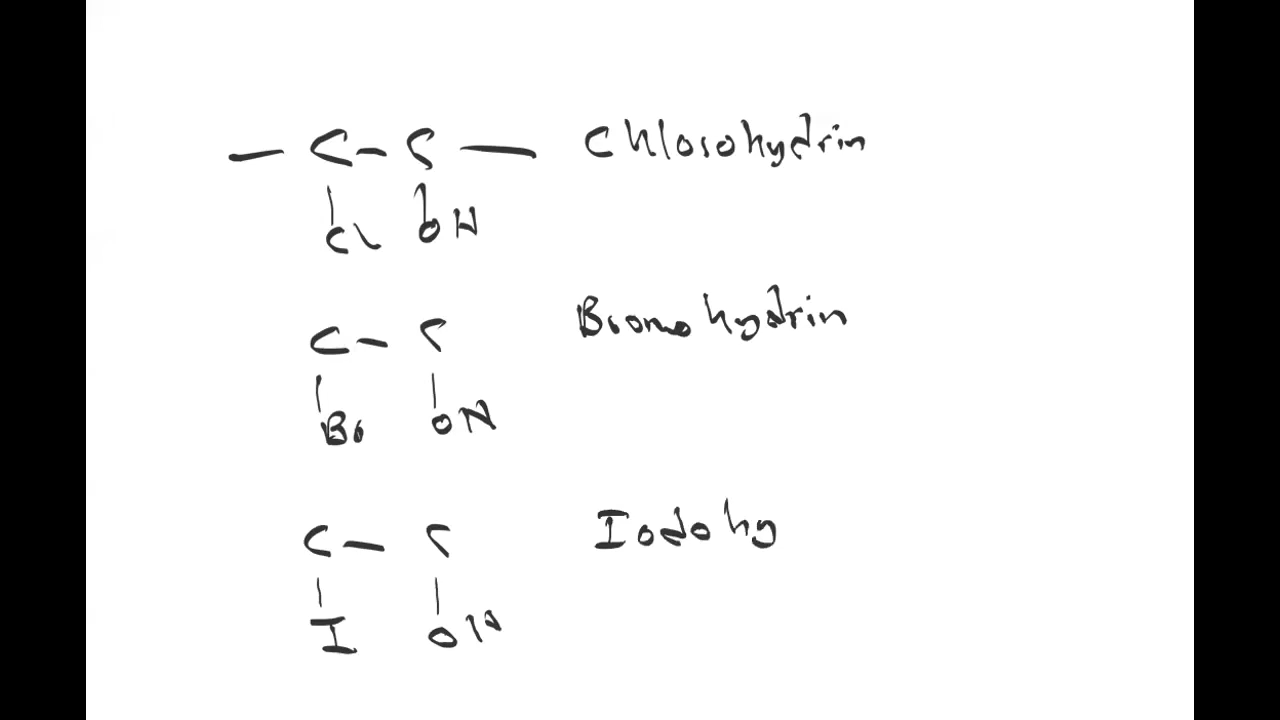 — C – C — Chlorohydrin
Cl OH
C – C Bromohydrin
Br OH
C – C Iodohy
I OH